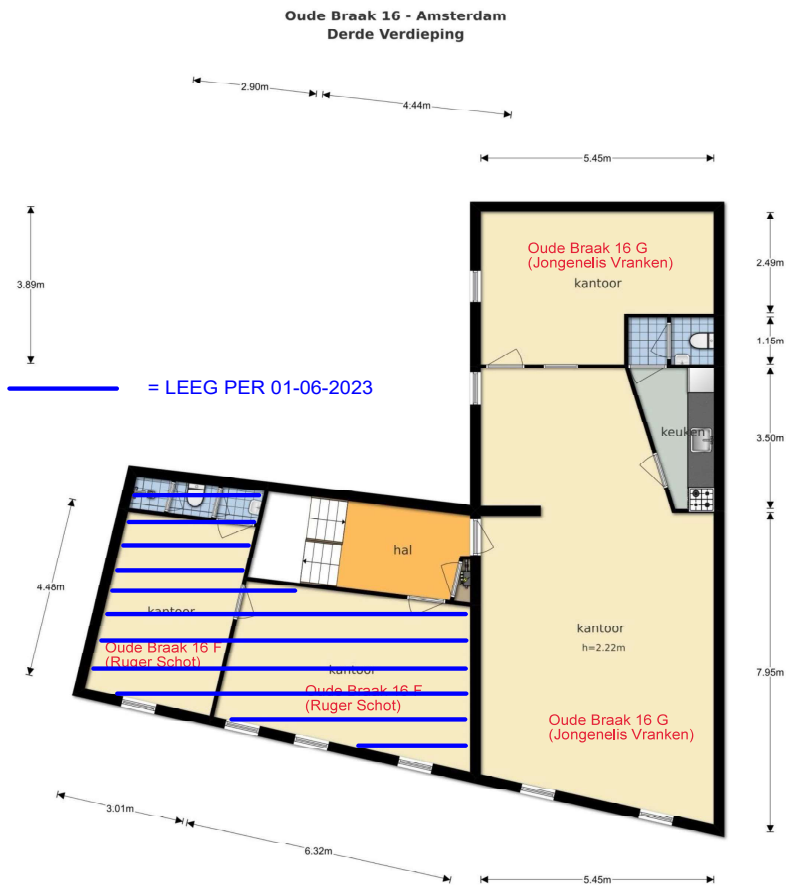 Oude Braak 16 - Amsterdam
Derde Verdieping
2.90m
4.44m
5.45m
3.89m
Oude Braak 16 G
(Jongenelis Vranken)
kantoor
2.49m
1.15m
= LEEG PER 01-06-2023
keuken
3.50m
hal
4.48m
kantoor
Oude Braak 16 F
(Ruger Schot)
kantoor
Oude Braak 16 F
(Ruger Schot)
kantoor
h=2.22m
7.95m
Oude Braak 16 G
(Jongenelis Vranken)
3.01m
6.32m
5.45m